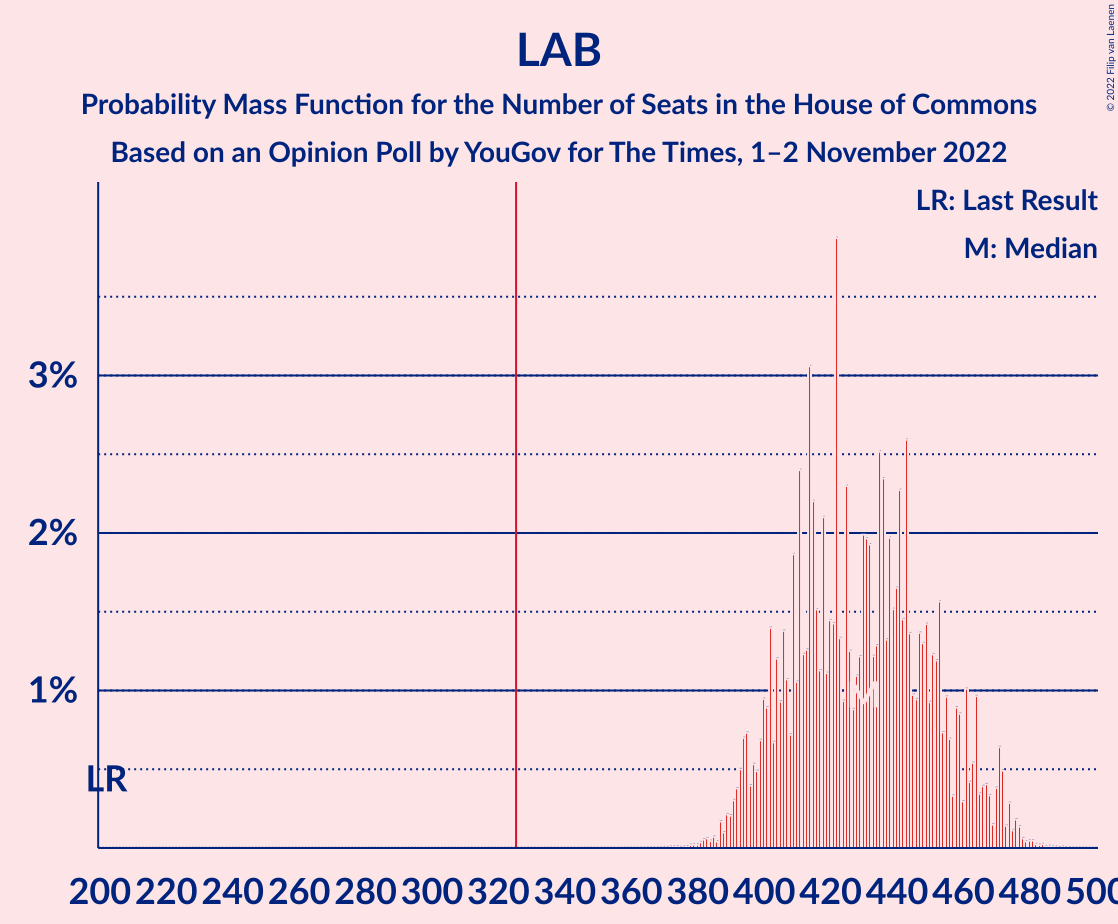 LAB
Probability Mass Function for the Number of Seats in the House of Commons
Based on an Opinion Poll by YouGov for The Times, 1–2 November 2022
© 2022 Filip van Laenen
LR: Last Result
M: Median
3%
2%
1%
LR
M
200 220 240 260 280 300 320 340 360 380 400 420 440 460 480 500